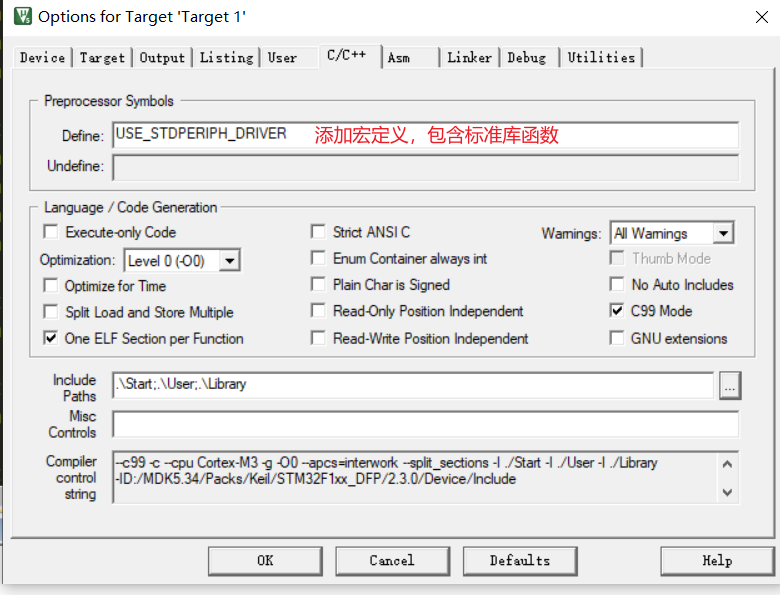 Options for Target 'Target 1'
Device Target Output Listing User C/C++ Asm Linker Debug Utilities
Preprocessor Symbols
Define: USE_STDPERIPH_DRIVER 添加宏定义，包含标准库函数
Undefine:
Language / Code Generation
Execute-only Code Strict ANSI C Warnings: All Warnings
Optimization: Level 0 (-O0) Enum Container always int Thumb Mode
Optimize for Time Plain Char is Signed No Auto Includes
Split Load and Store Multiple Read-Only Position Independent C99 Mode
One ELF Section per Function Read-Write Position Independent GNU extensions
Include Paths .\Start;.\User;.\Library ...
Misc Controls
Compiler control string --c99 -c --cpu Cortex-M3 -g -O0 --apcs=interwork --split_sections -I ./Start -I ./User -I ./Library
-ID:/MDK5.34/Packs/Keil/STM32F1xx_DFP/2.3.0/Device/Include
OK Cancel Defaults Help